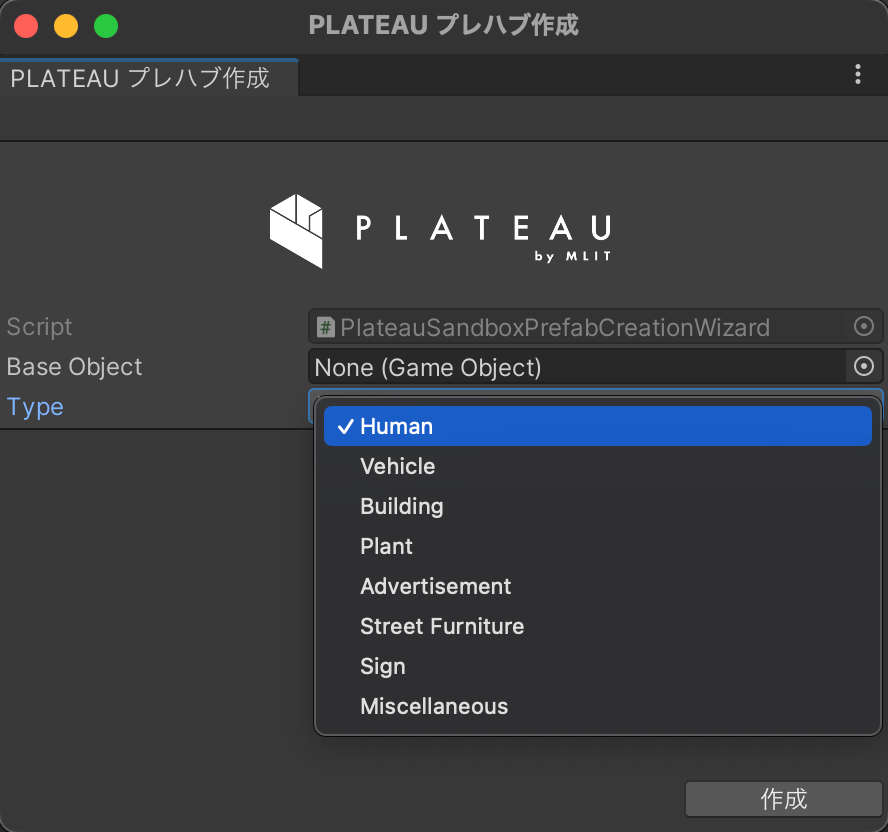 PLATEAU プレハブ作成
PLATEAU プレハブ作成
PLATEAU
by MLIT
Script
# PlateauSandboxPrefabCreationWizard
Base Object
None (Game Object)
Type
✓ Human
Vehicle
Building
Plant
Advertisement
Street Furniture
Sign
Miscellaneous
作成